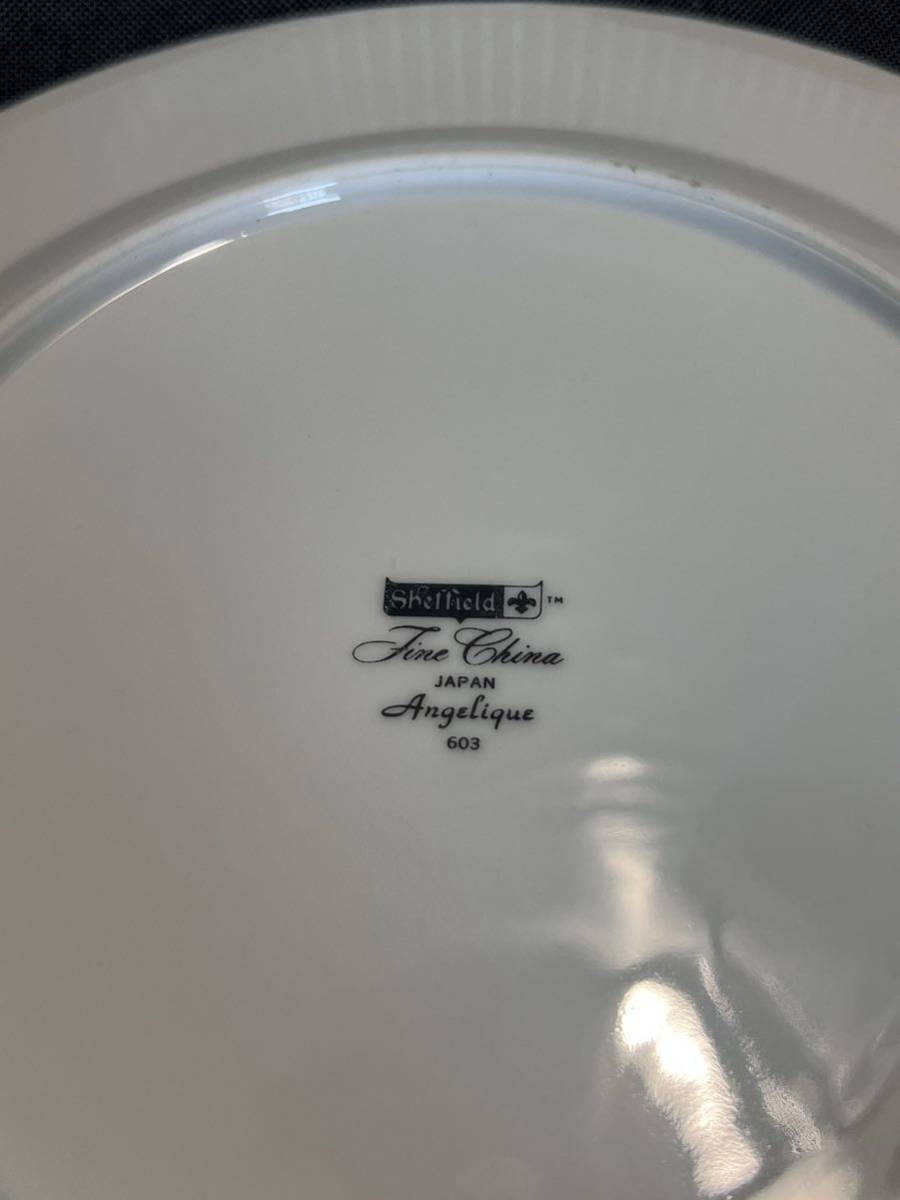 Sheffield ™
Fine China
JAPAN
Angelique
603